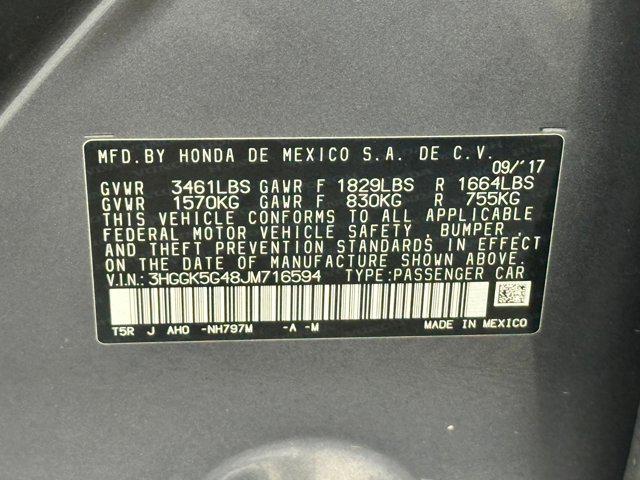 MFD.BY HONDA DE MEXICO S.A. DE C.V.
09/'17
GVWR 3461LBS GAWR F 1829LBS R 1664LBS
GVWR 1570KG GAWR F 830KG R 755KG
THIS VEHICLE CONFORMS TO ALL APPLICABLE
FEDERAL MOTOR VEHICLE SAFETY, BUMPER,
AND THEFT PREVENTION STANDARDS IN EFFECT
ON THE DATE OF MANUFACTURE SHOWN ABOVE.
V.I.N.:3HGGK5G48JM716594 TYPE:PASSENGER CAR
T5R J AHO -NH797M -A -M MADE IN MEXICO